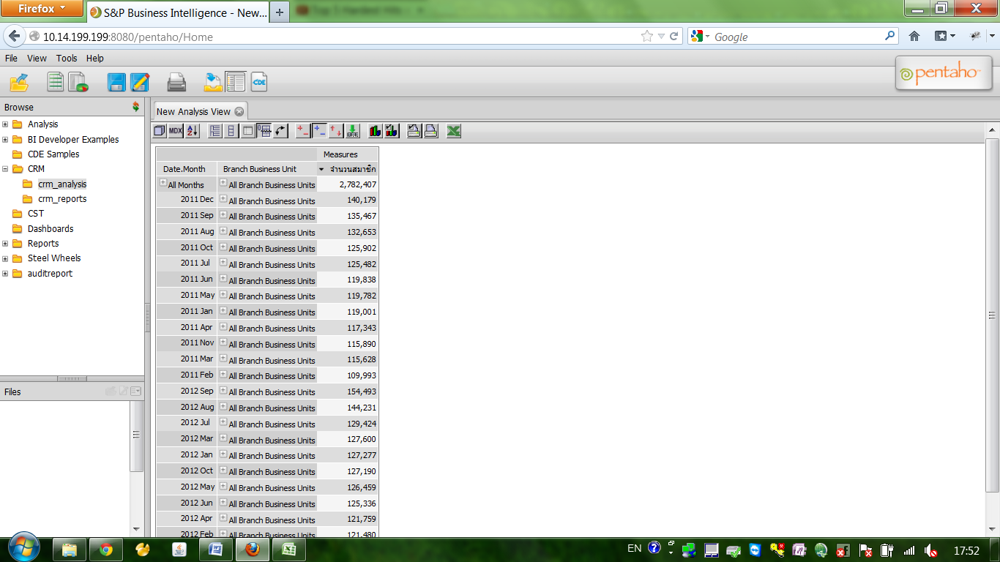 Firefox
S&P Business Intelligence - New...
10.14.199.199:8080/pentaho/Home
Google
File View Tools Help
pentaho
CDE
Browse
Analysis
BI Developer Examples
CDE Samples
CRM
crm_analysis
crm_reports
CST
Dashboards
Reports
Steel Wheels
auditreport
Files
New Analysis View
MDX
Measures
Date.Month Branch Business Unit จำนวนสมาชิก
All Months All Branch Business Units 2,782,407
2011 Dec All Branch Business Units 140,179
2011 Sep All Branch Business Units 135,467
2011 Aug All Branch Business Units 132,653
2011 Oct All Branch Business Units 125,902
2011 Jul All Branch Business Units 125,482
2011 Jun All Branch Business Units 119,838
2011 May All Branch Business Units 119,782
2011 Jan All Branch Business Units 119,001
2011 Apr All Branch Business Units 117,343
2011 Nov All Branch Business Units 115,890
2011 Mar All Branch Business Units 115,628
2011 Feb All Branch Business Units 109,993
2012 Sep All Branch Business Units 154,493
2012 Aug All Branch Business Units 144,231
2012 Jul All Branch Business Units 129,424
2012 Mar All Branch Business Units 127,600
2012 Jan All Branch Business Units 127,277
2012 Oct All Branch Business Units 127,190
2012 May All Branch Business Units 126,459
2012 Jun All Branch Business Units 125,336
2012 Apr All Branch Business Units 121,759
2012 Feb All Branch Business Units 121,480
EN
17:52